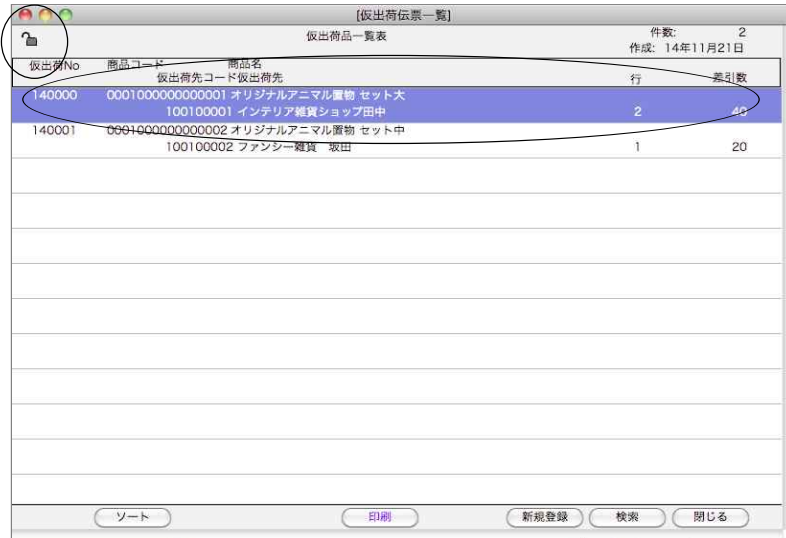 [仮出荷伝票一覧]
仮出荷品一覧表 件数: 2
作成: 14年11月21日
仮出荷No 商品コード 商品名
仮出荷先コード仮出荷先 行 差引数
140000 0001000000000001 オリジナルアニマル置物 セット大
100100001 インテリア雑貨ショップ田中 2 40
140001 0001000000000002 オリジナルアニマル置物 セット中
100100002 ファンシー雑貨 坂田 1 20
ソート 印刷 新規登録 検索 閉じる